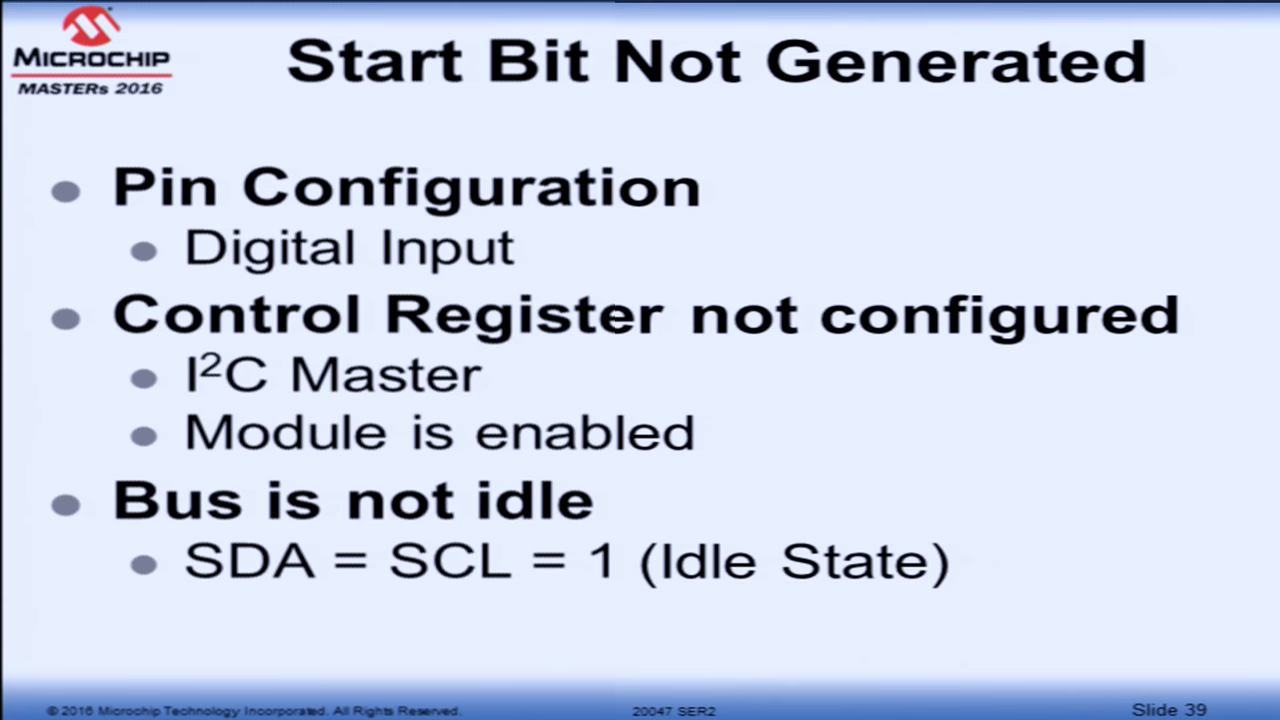 MICROCHIP
MASTERs 2016
Start Bit Not Generated
Pin Configuration
Digital Input
Control Register not configured
I²C Master
Module is enabled
Bus is not idle
SDA = SCL = 1 (Idle State)
© 2016 Microchip Technology Incorporated. All Rights Reserved.
20047 SER2
Slide 39